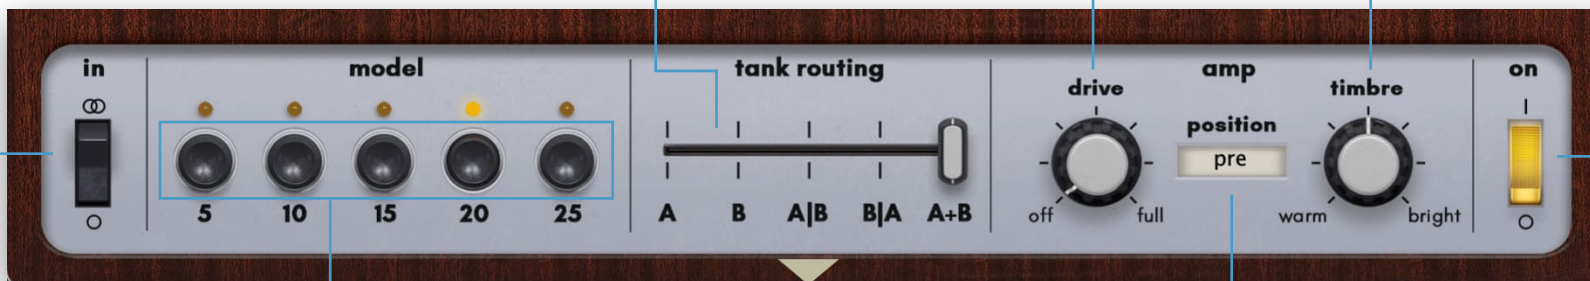 in
model
5
10
15
20
25
tank routing
A
B
A|B
B|A
A+B
amp
drive
off
full
position
pre
timbre
warm
bright
on